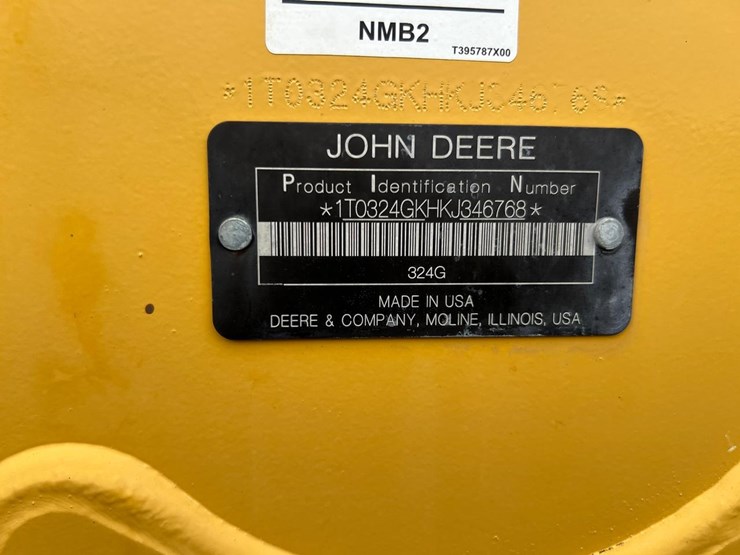 NMB2
T395787X00
JOHN DEERE
Product Identification Number
*1T0324GKHKJ346768*
324G
MADE IN USA
DEERE & COMPANY, MOLINE, ILLINOIS, USA